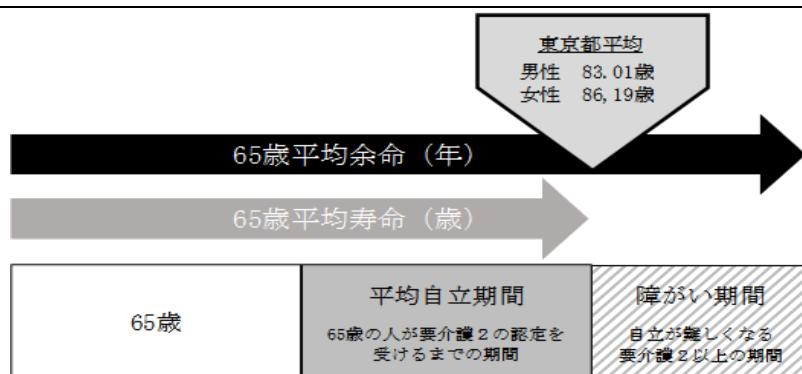 東京都平均
男性　83.01歳
女性　86,19歳
65歳平均余命（年）
65歳平均寿命（歳）
65歳
平均自立期間
65歳の人が要介護２の認定を
受けるまでの期間
障がい期間
自立が難しくなる
要介護２以上の期間